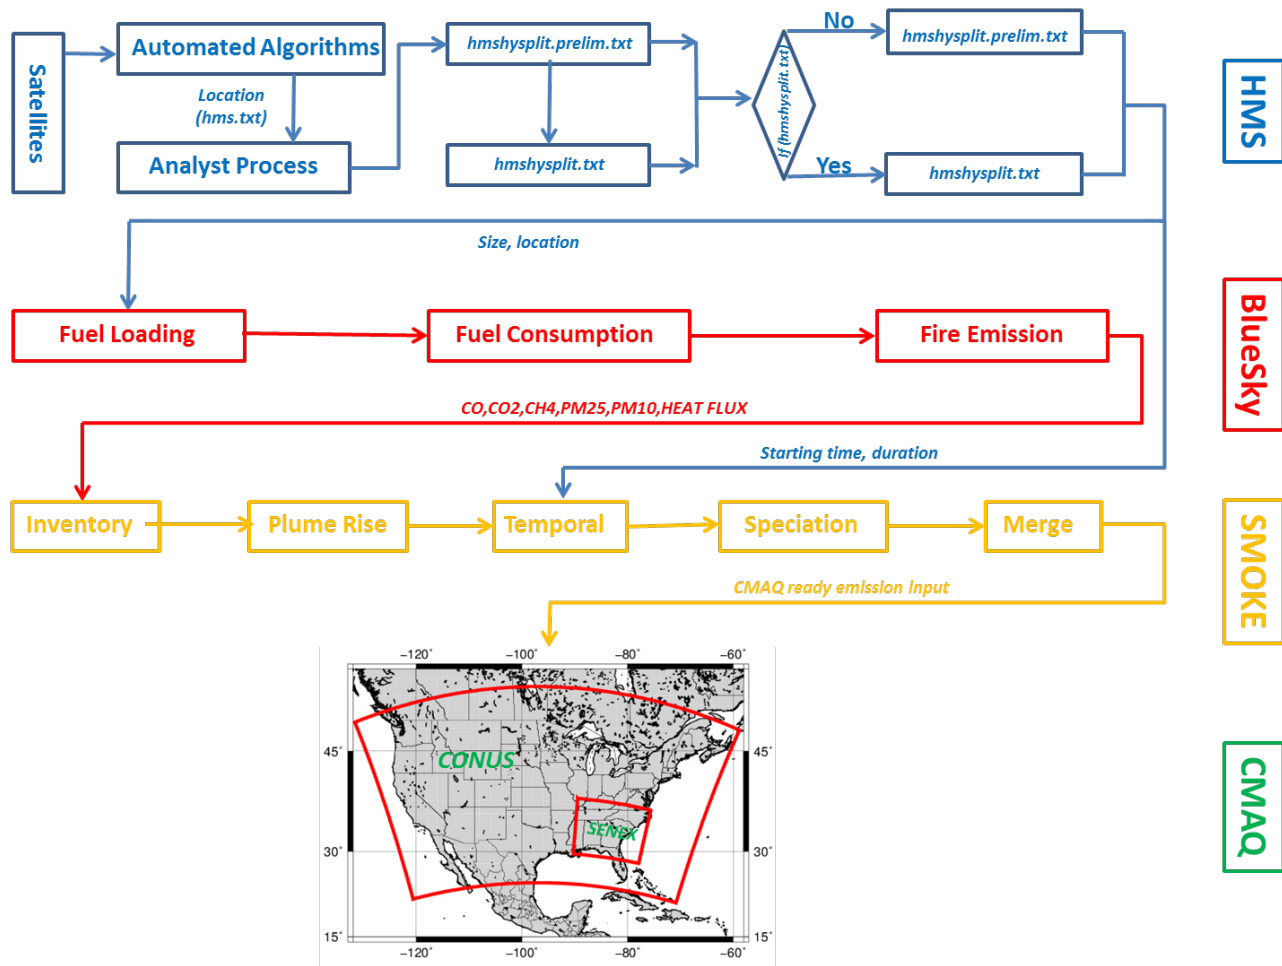 Satellites
Automated Algorithms
Location
(hms.txt)
Analyst Process
hmshysplit.prelim.txt
hmshysplit.txt
If (hmshysplit.txt)
No
hmshysplit.prelim.txt
Yes
hmshysplit.txt
HMS
Size, location
Fuel Loading
Fuel Consumption
Fire Emission
BlueSky
CO,CO2,CH4,PM25,PM10,HEAT FLUX
Starting time, duration
Inventory
Plume Rise
Temporal
Speciation
Merge
SMOKE
CMAQ ready emission input
−120°
−100°
−80°
−60°
45°
45°
CONUS
SENEX
30°
30°
15°
15°
−120°
−100°
−80°
−60°
CMAQ